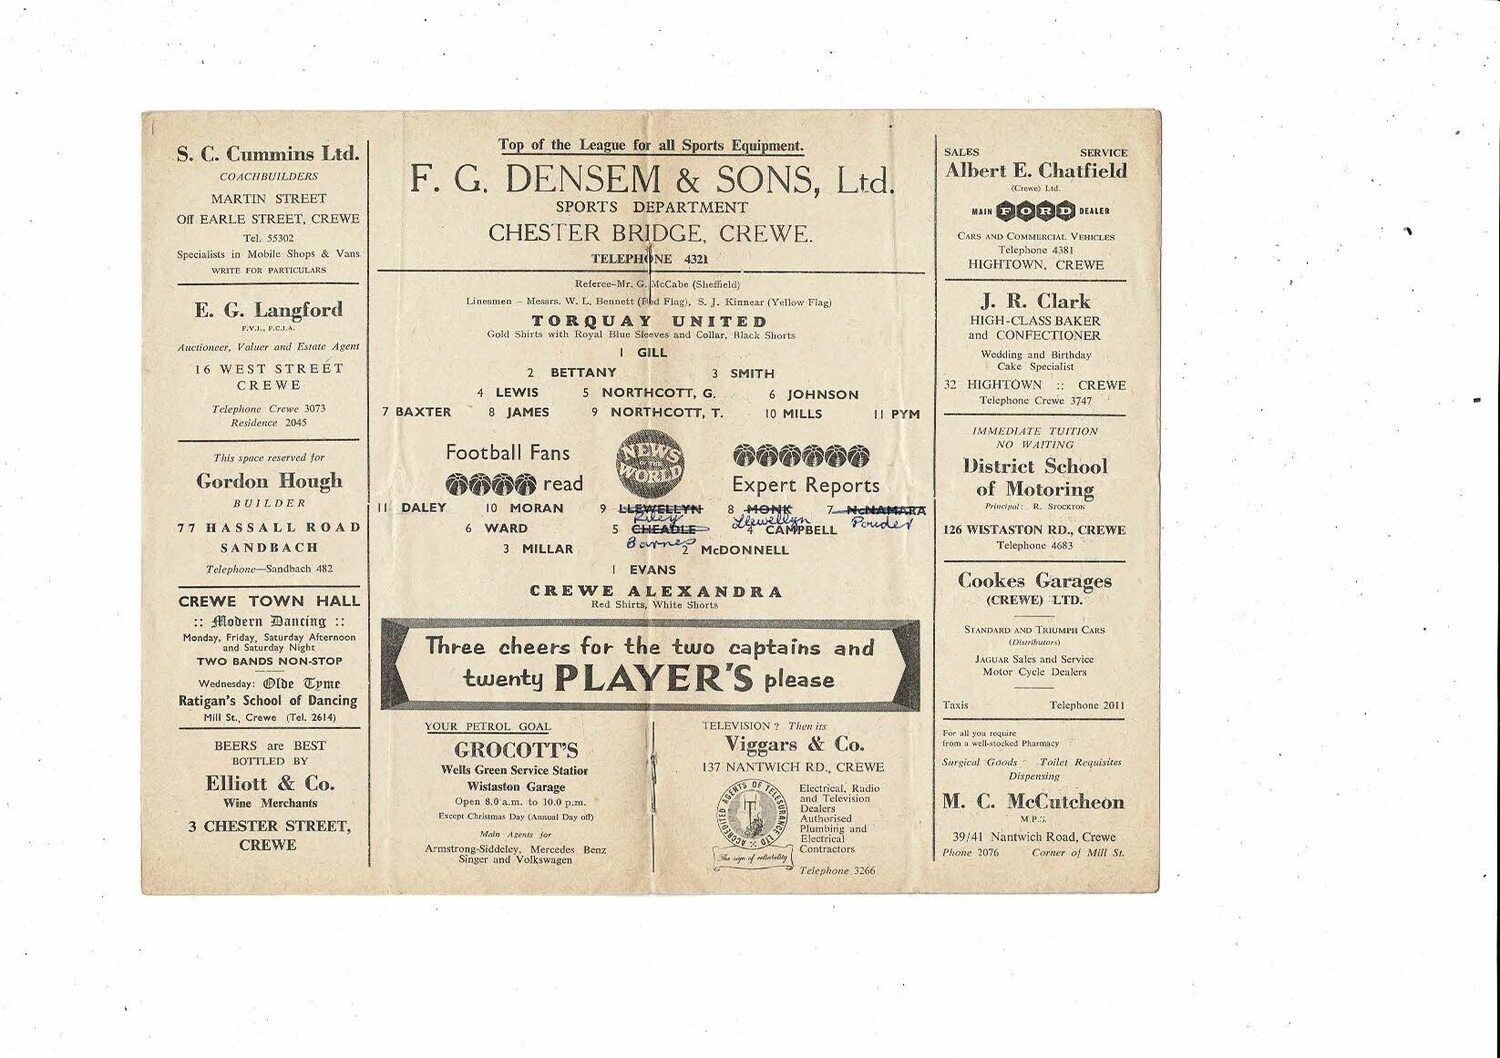 S. C. Cummins Ltd.
COACHBUILDERS
MARTIN STREET
Off EARLE STREET, CREWE
Tel. 55302
Specialists in Mobile Shops & Vans
WRITE FOR PARTICULARS
E. G. Langford
F.V.I., F.C.I.A.
Auctioneer, Valuer and Estate Agent
16 WEST STREET
CREWE
Telephone Crewe 3073
Residence 2045
This space reserved for
Gordon Hough
BUILDER
77 HASSALL ROAD
SANDBACH
Telephone—Sandbach 482
CREWE TOWN HALL
:: Modern Dancing ::
Monday, Friday, Saturday Afternoon
and Saturday Night
TWO BANDS NON-STOP
Wednesday: Olde Tyme
Ratigan's School of Dancing
Mill St., Crewe (Tel. 2614)
BEERS are BEST
BOTTLED BY
Elliott & Co.
Wine Merchants
3 CHESTER STREET,
CREWE
Top of the League for all Sports Equipment.
F. G. DENSEM & SONS, Ltd.
SPORTS DEPARTMENT
CHESTER BRIDGE, CREWE.
TELEPHONE 4321
Referee—Mr. G. McCabe (Sheffield)
Linesmen – Messrs. W. L. Bennett (Red Flag), S. J. Kinnear (Yellow Flag)
TORQUAY UNITED
Gold Shirts with Royal Blue Sleeves and Collar, Black Shorts
1 GILL
2 BETTANY 3 SMITH
4 LEWIS 5 NORTHCOTT, G. 6 JOHNSON
7 BAXTER 8 JAMES 9 NORTHCOTT, T. 10 MILLS 11 PYM
Football Fans
read
NEWS
OF THE
WORLD
Expert Reports
11 DALEY 10 MORAN 9 LLEWELLYN 8 MONK 7 McNAMARA
Riley Llewellyn Pouder
6 WARD 5 CHEADLE 4 CAMPBELL
Barnes
3 MILLAR 2 McDONNELL
1 EVANS
CREWE ALEXANDRA
Red Shirts, White Shorts
Three cheers for the two captains and
twenty PLAYER'S please
YOUR PETROL GOAL
GROCOTT'S
Wells Green Service Station
Wistaston Garage
Open 8.0 a.m. to 10.0 p.m.
Except Christmas Day (Annual Day off)
Main Agents for
Armstrong-Siddeley, Mercedes Benz
Singer and Volkswagen
TELEVISION ? Then its
Viggars & Co.
137 NANTWICH RD., CREWE
ACCREDITED AGENTS OF TELESURANCE LTD
The sign of reliability
Electrical, Radio
and Television
Dealers
Authorised
Plumbing and
Electrical
Contractors
Telephone 3266
SALES SERVICE
Albert E. Chatfield
(Crewe) Ltd.
MAIN FORD DEALER
CARS AND COMMERCIAL VEHICLES
Telephone 4381
HIGHTOWN, CREWE
J. R. Clark
HIGH-CLASS BAKER
and CONFECTIONER
Wedding and Birthday
Cake Specialist
32 HIGHTOWN :: CREWE
Telephone Crewe 3747
IMMEDIATE TUITION
NO WAITING
District School
of Motoring
Principal: R. STOCKTON
126 WISTASTON RD., CREWE
Telephone 4683
Cookes Garages
(CREWE) LTD.
STANDARD AND TRIUMPH CARS
(Distributors)
JAGUAR Sales and Service
Motor Cycle Dealers
Taxis Telephone 2011
For all you require
from a well-stocked Pharmacy
Surgical Goods - Toilet Requisites
Dispensing
M. C. McCutcheon
M.P.S.
39/41 Nantwich Road, Crewe
Phone 2076 Corner of Mill St.